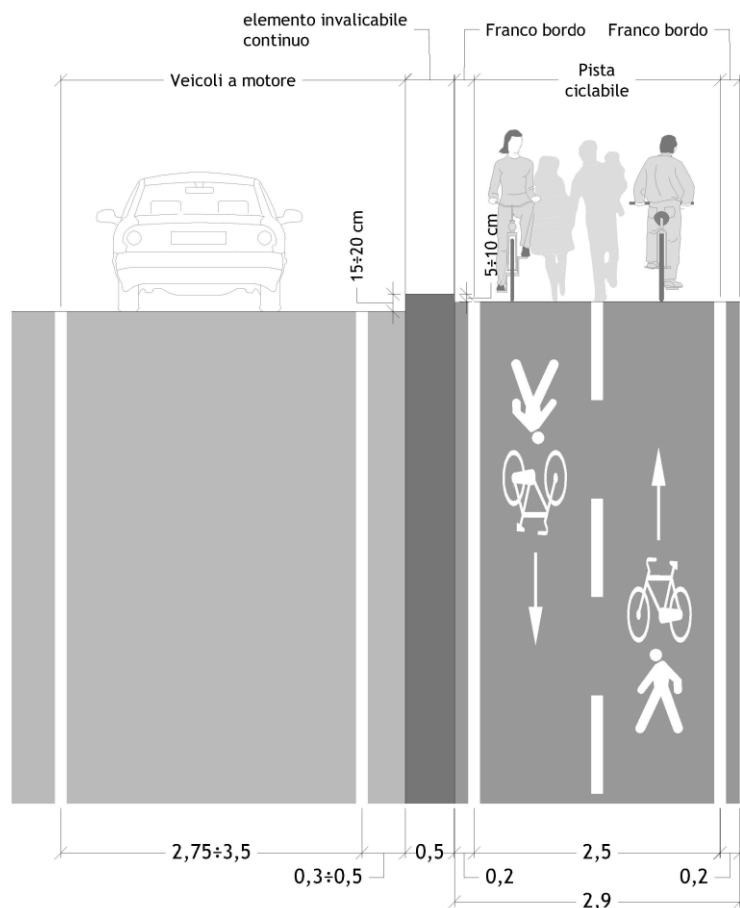 elemento invalicabile
continuo
Franco bordo
Franco bordo
Veicoli a motore
Pista
ciclabile
15÷20 cm
5÷10 cm
2,75÷3,5
0,3÷0,5
0,5
0,2
2,5
0,2
2,9